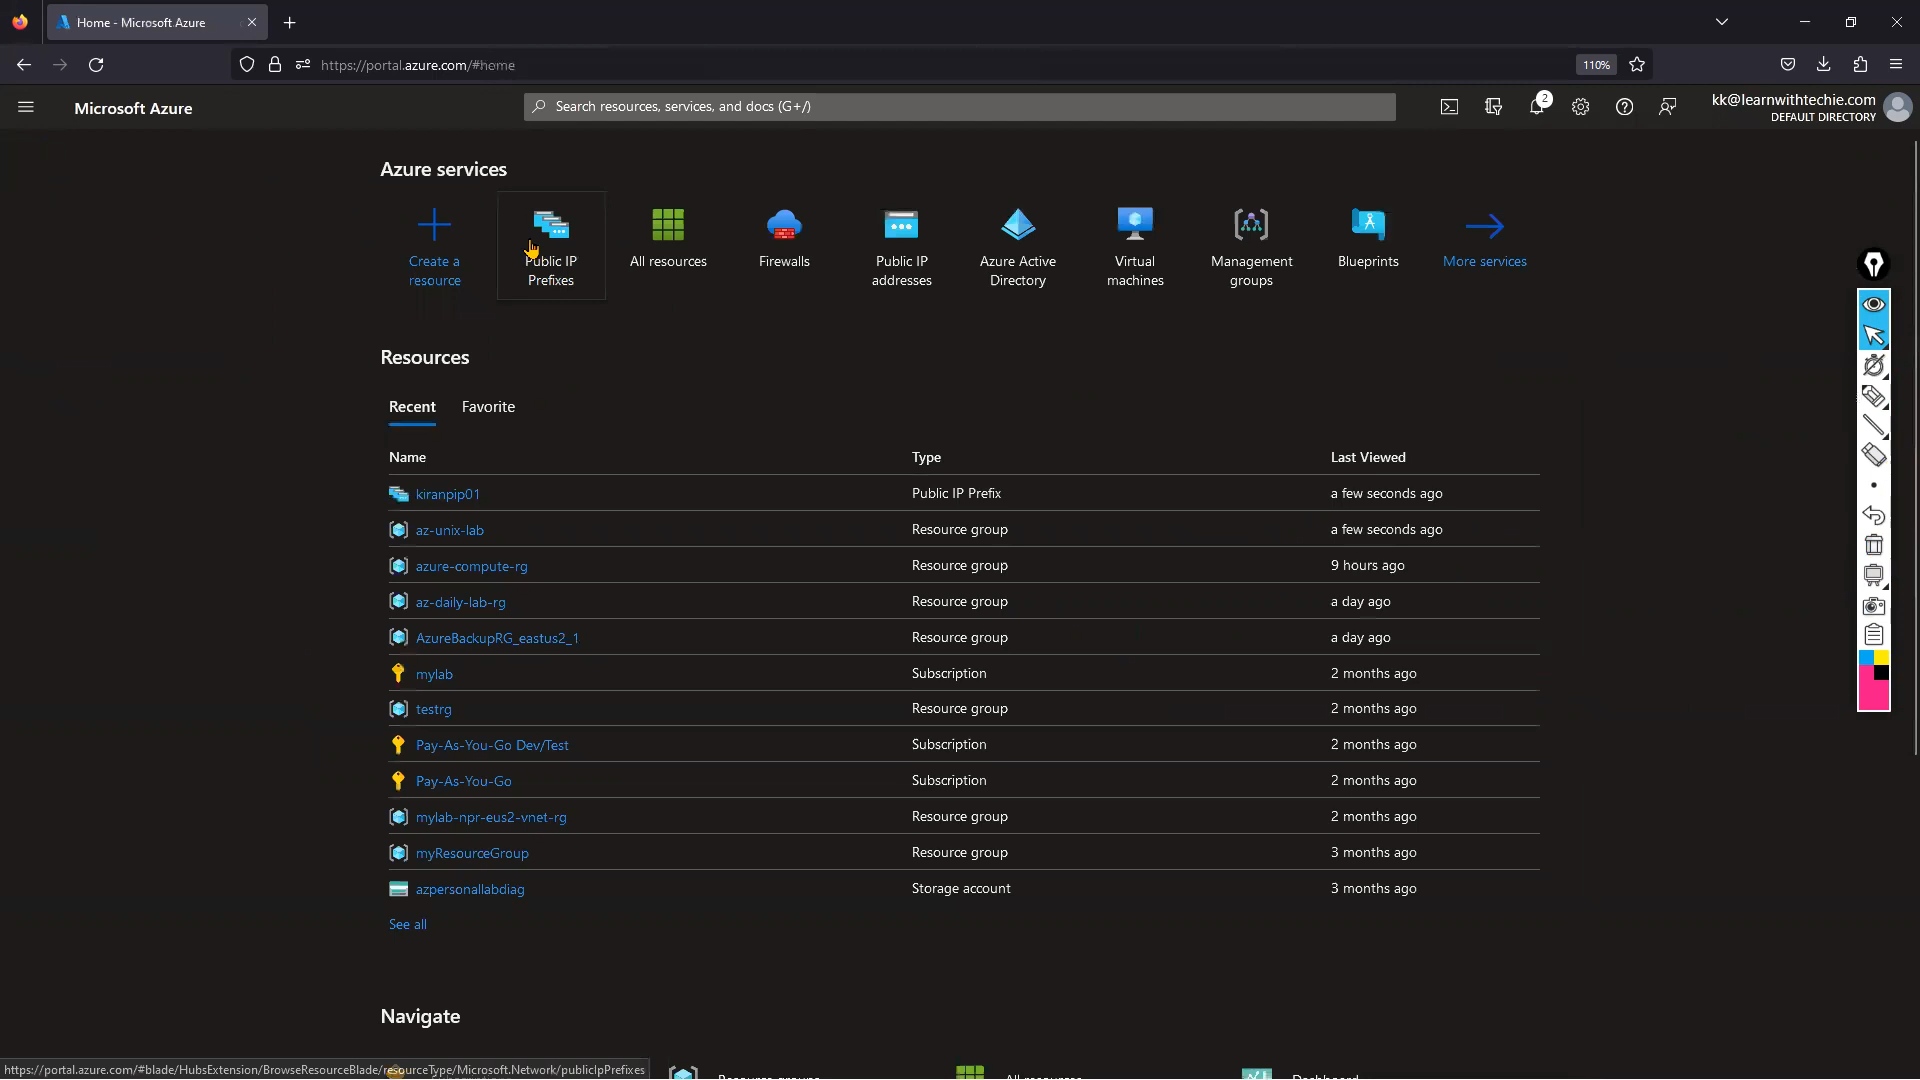 Home - Microsoft Azure
https://portal.azure.com/#home
110%
Microsoft Azure
Search resources, services, and docs (G+/)
2
kk@learnwithtechie.com
DEFAULT DIRECTORY
Azure services
Create a
resource
Public IP
Prefixes
All resources
Firewalls
Public IP
addresses
Azure Active
Directory
Virtual
machines
Management
groups
Blueprints
More services
Resources
Recent
Favorite
Name Type Last Viewed
kiranpip01 Public IP Prefix a few seconds ago
az-unix-lab Resource group a few seconds ago
azure-compute-rg Resource group 9 hours ago
az-daily-lab-rg Resource group a day ago
AzureBackupRG_eastus2_1 Resource group a day ago
mylab Subscription 2 months ago
testrg Resource group 2 months ago
Pay-As-You-Go Dev/Test Subscription 2 months ago
Pay-As-You-Go Subscription 2 months ago
mylab-npr-eus2-vnet-rg Resource group 2 months ago
myResourceGroup Resource group 3 months ago
azpersonallabdiag Storage account 3 months ago
See all
Navigate
https://portal.azure.com/#blade/HubsExtension/BrowseResourceBlade/resourceType/Microsoft.Network/publicIpPrefixes
Resource groups
All resources
Dashboard